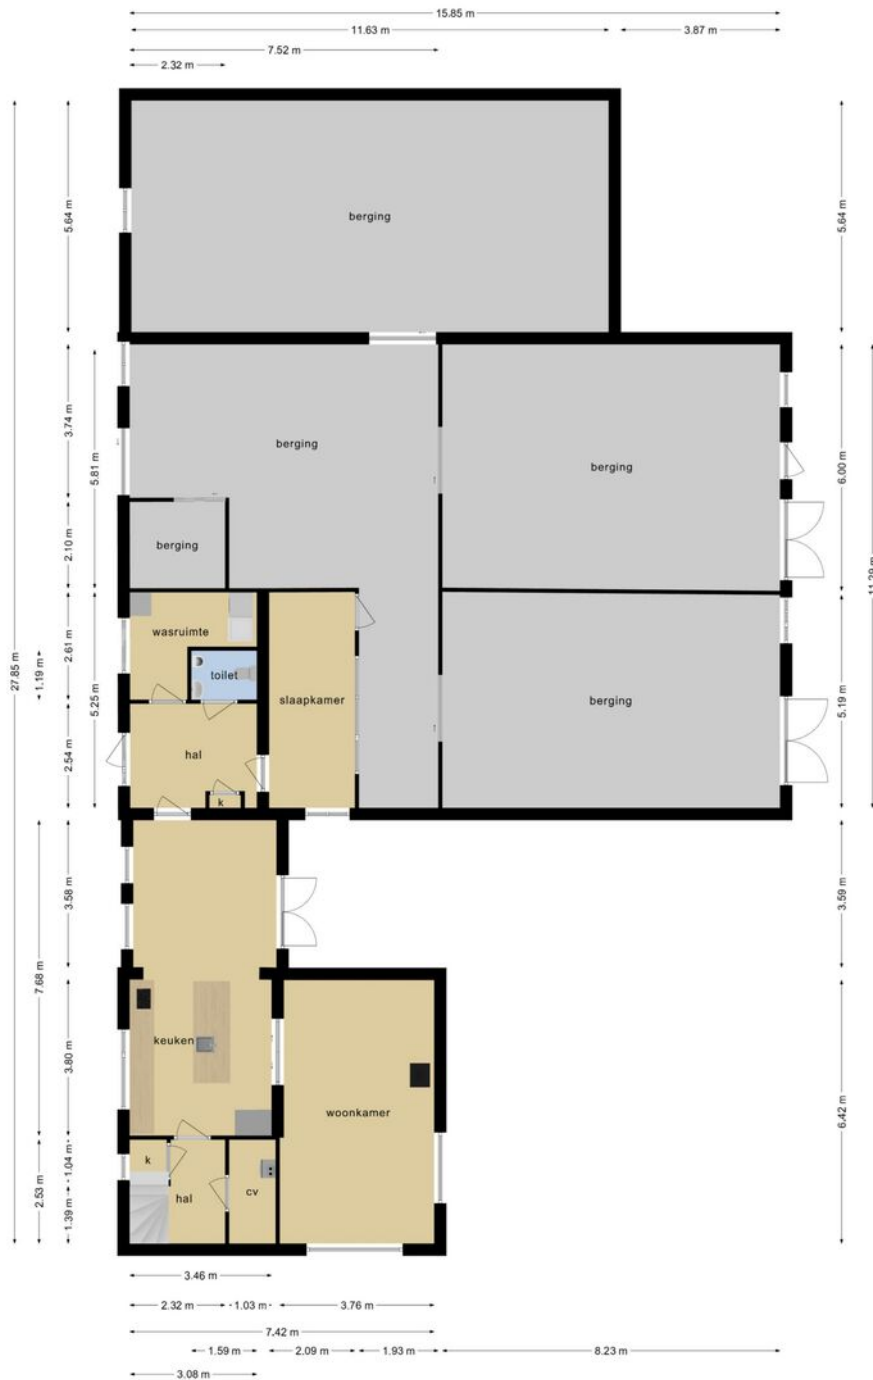 15.85 m
11.63 m
3.87 m
7.52 m
2.32 m
5.64 m
berging
5.64 m
3.74 m
5.81 m
berging
berging
6.00 m
11.29 m
2.10 m
berging
27.85 m
1.19 m
2.61 m
5.25 m
wasruimte
toilet
slaapkamer
berging
5.19 m
2.54 m
hal
k
3.58 m
3.59 m
7.68 m
3.80 m
keuken
woonkamer
6.42 m
2.53 m
1.04 m
1.39 m
k
hal
cv
3.46 m
2.32 m
1.03 m
3.76 m
7.42 m
1.59 m
2.09 m
1.93 m
8.23 m
3.08 m